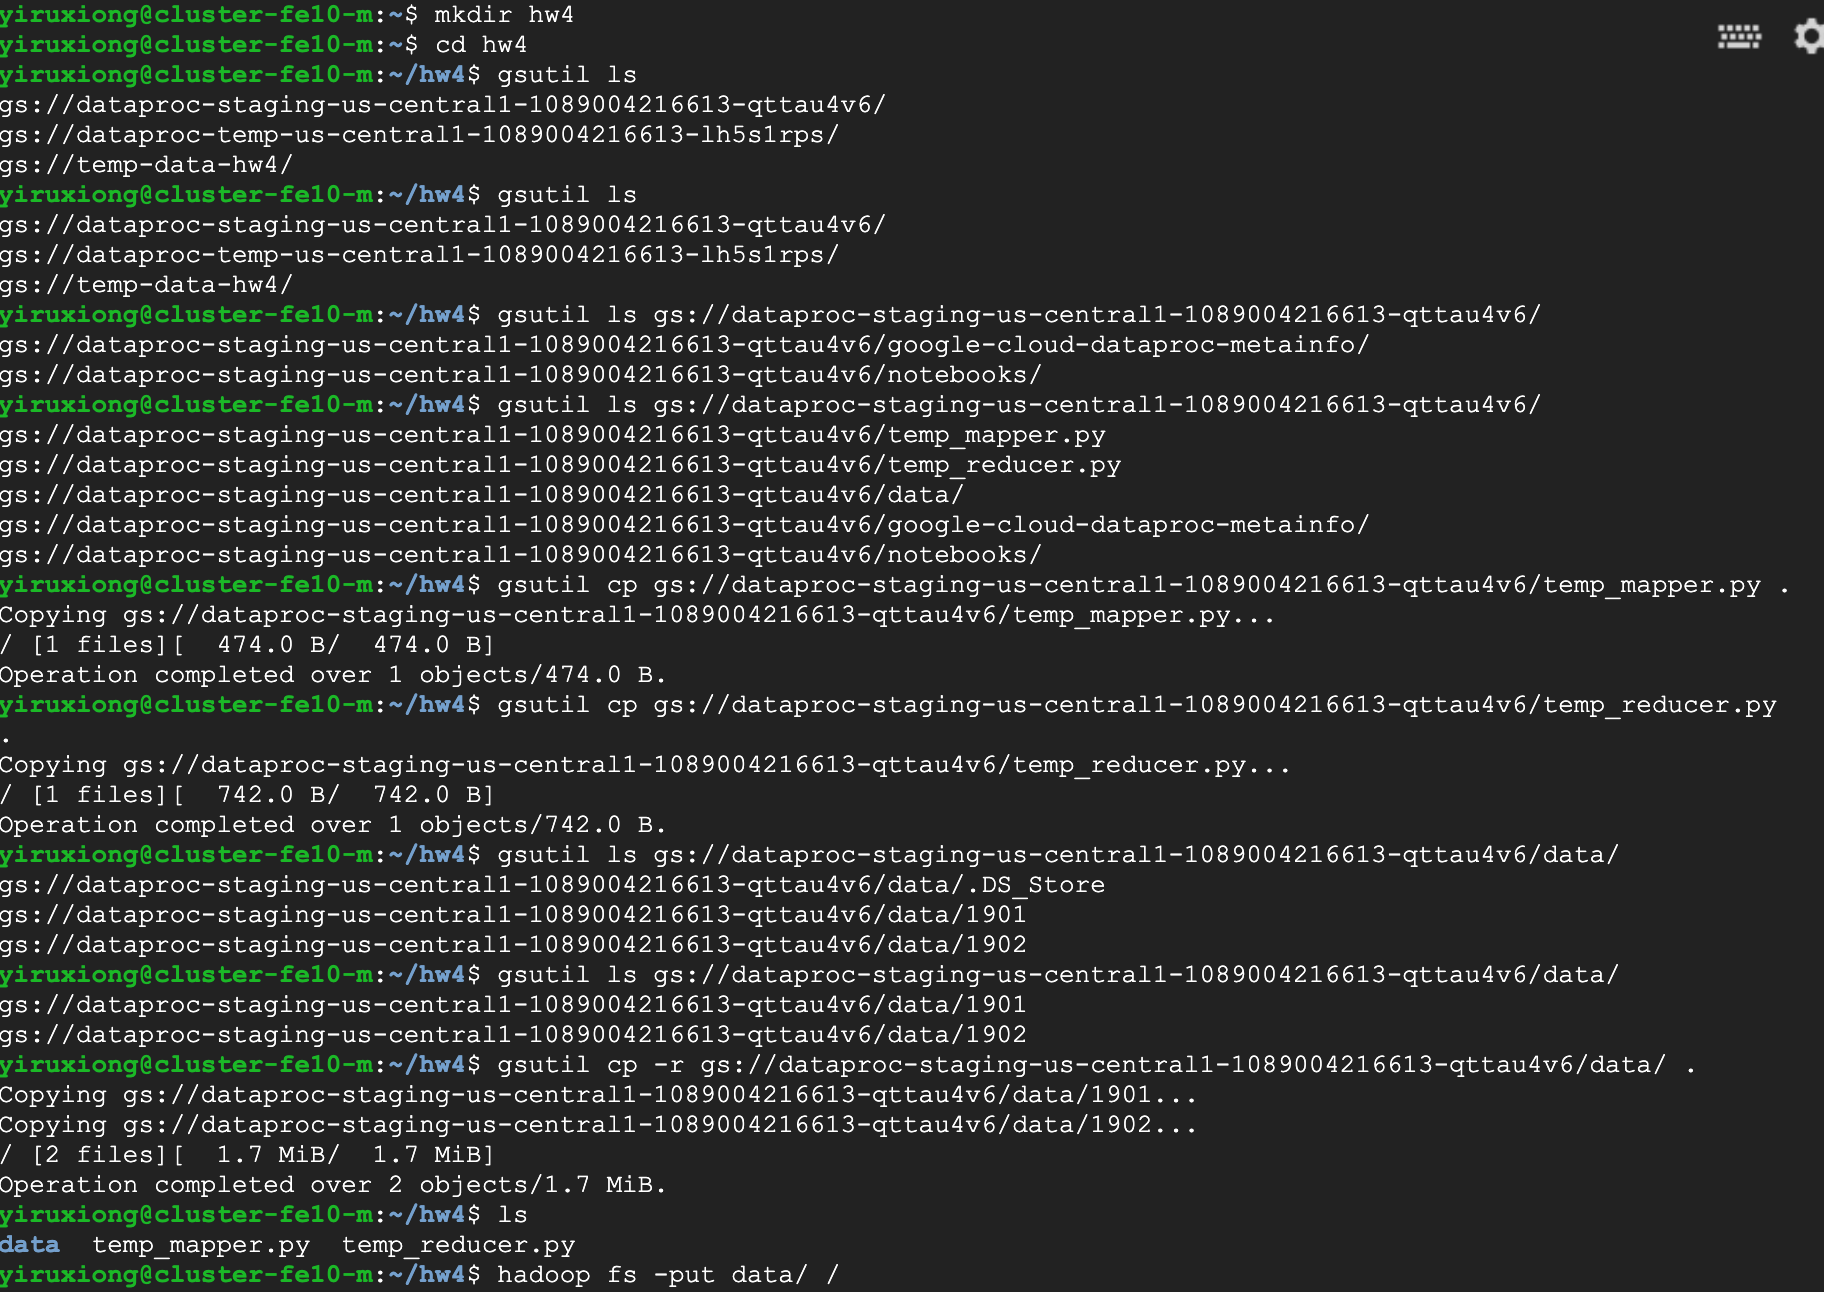 yiruxiong@cluster-fe10-m:~$ mkdir hw4
yiruxiong@cluster-fe10-m:~$ cd hw4
yiruxiong@cluster-fe10-m:~/hw4$ gsutil ls
gs://dataproc-staging-us-central1-1089004216613-qttau4v6/
gs://dataproc-temp-us-central1-1089004216613-lh5s1rps/
gs://temp-data-hw4/
yiruxiong@cluster-fe10-m:~/hw4$ gsutil ls
gs://dataproc-staging-us-central1-1089004216613-qttau4v6/
gs://dataproc-temp-us-central1-1089004216613-lh5s1rps/
gs://temp-data-hw4/
yiruxiong@cluster-fe10-m:~/hw4$ gsutil ls gs://dataproc-staging-us-central1-1089004216613-qttau4v6/
gs://dataproc-staging-us-central1-1089004216613-qttau4v6/google-cloud-dataproc-metainfo/
gs://dataproc-staging-us-central1-1089004216613-qttau4v6/notebooks/
yiruxiong@cluster-fe10-m:~/hw4$ gsutil ls gs://dataproc-staging-us-central1-1089004216613-qttau4v6/
gs://dataproc-staging-us-central1-1089004216613-qttau4v6/temp_mapper.py
gs://dataproc-staging-us-central1-1089004216613-qttau4v6/temp_reducer.py
gs://dataproc-staging-us-central1-1089004216613-qttau4v6/data/
gs://dataproc-staging-us-central1-1089004216613-qttau4v6/google-cloud-dataproc-metainfo/
gs://dataproc-staging-us-central1-1089004216613-qttau4v6/notebooks/
yiruxiong@cluster-fe10-m:~/hw4$ gsutil cp gs://dataproc-staging-us-central1-1089004216613-qttau4v6/temp_mapper.py .
Copying gs://dataproc-staging-us-central1-1089004216613-qttau4v6/temp_mapper.py...
/ [1 files][  474.0 B/  474.0 B]
Operation completed over 1 objects/474.0 B.
yiruxiong@cluster-fe10-m:~/hw4$ gsutil cp gs://dataproc-staging-us-central1-1089004216613-qttau4v6/temp_reducer.py
.
Copying gs://dataproc-staging-us-central1-1089004216613-qttau4v6/temp_reducer.py...
/ [1 files][  742.0 B/  742.0 B]
Operation completed over 1 objects/742.0 B.
yiruxiong@cluster-fe10-m:~/hw4$ gsutil ls gs://dataproc-staging-us-central1-1089004216613-qttau4v6/data/
gs://dataproc-staging-us-central1-1089004216613-qttau4v6/data/.DS_Store
gs://dataproc-staging-us-central1-1089004216613-qttau4v6/data/1901
gs://dataproc-staging-us-central1-1089004216613-qttau4v6/data/1902
yiruxiong@cluster-fe10-m:~/hw4$ gsutil ls gs://dataproc-staging-us-central1-1089004216613-qttau4v6/data/
gs://dataproc-staging-us-central1-1089004216613-qttau4v6/data/1901
gs://dataproc-staging-us-central1-1089004216613-qttau4v6/data/1902
yiruxiong@cluster-fe10-m:~/hw4$ gsutil cp -r gs://dataproc-staging-us-central1-1089004216613-qttau4v6/data/ .
Copying gs://dataproc-staging-us-central1-1089004216613-qttau4v6/data/1901...
Copying gs://dataproc-staging-us-central1-1089004216613-qttau4v6/data/1902...
/ [2 files][  1.7 MiB/  1.7 MiB]
Operation completed over 2 objects/1.7 MiB.
yiruxiong@cluster-fe10-m:~/hw4$ ls
data  temp_mapper.py  temp_reducer.py
yiruxiong@cluster-fe10-m:~/hw4$ hadoop fs -put data/ /